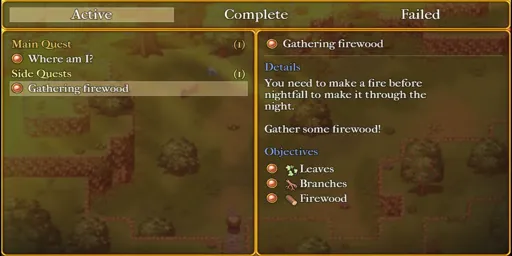 Active Complete Failed
Main Quest (1)
Where am I?
Side Quests (1)
Gathering firewood
Gathering firewood
Details
You need to make a fire before
nightfall to make it through the
night.
Gather some firewood!
Objectives
Leaves
Branches
Firewood